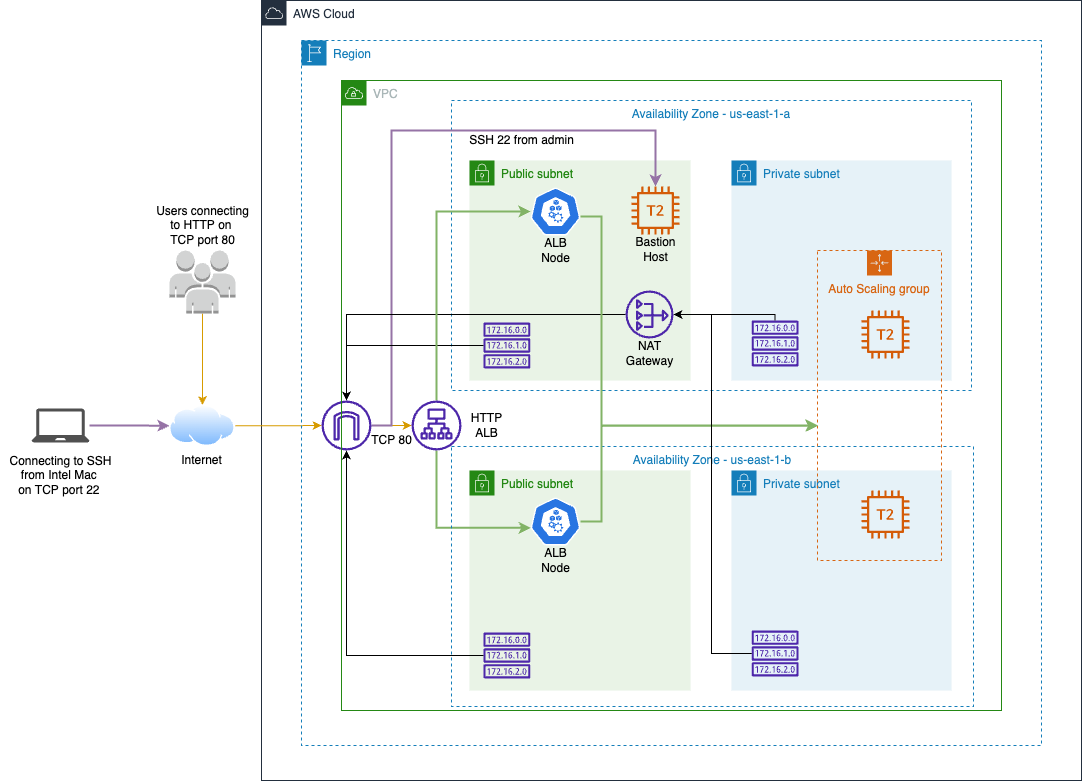 AWS Cloud
Region
VPC
Availability Zone - us-east-1-a
SSH 22 from admin
Public subnet
Private subnet
Users connecting
to HTTP on
TCP port 80
T2
ALB
Node
Bastion
Host
Auto Scaling group
172.16.0.0
172.16.1.0
172.16.2.0
NAT
Gateway
172.16.0.0
172.16.1.0
172.16.2.0
T2
HTTP
ALB
TCP 80
Internet
Connecting to SSH
from Intel Mac
on TCP port 22
Availability Zone - us-east-1-b
Public subnet
Private subnet
T2
ALB
Node
172.16.0.0
172.16.1.0
172.16.2.0
172.16.0.0
172.16.1.0
172.16.2.0